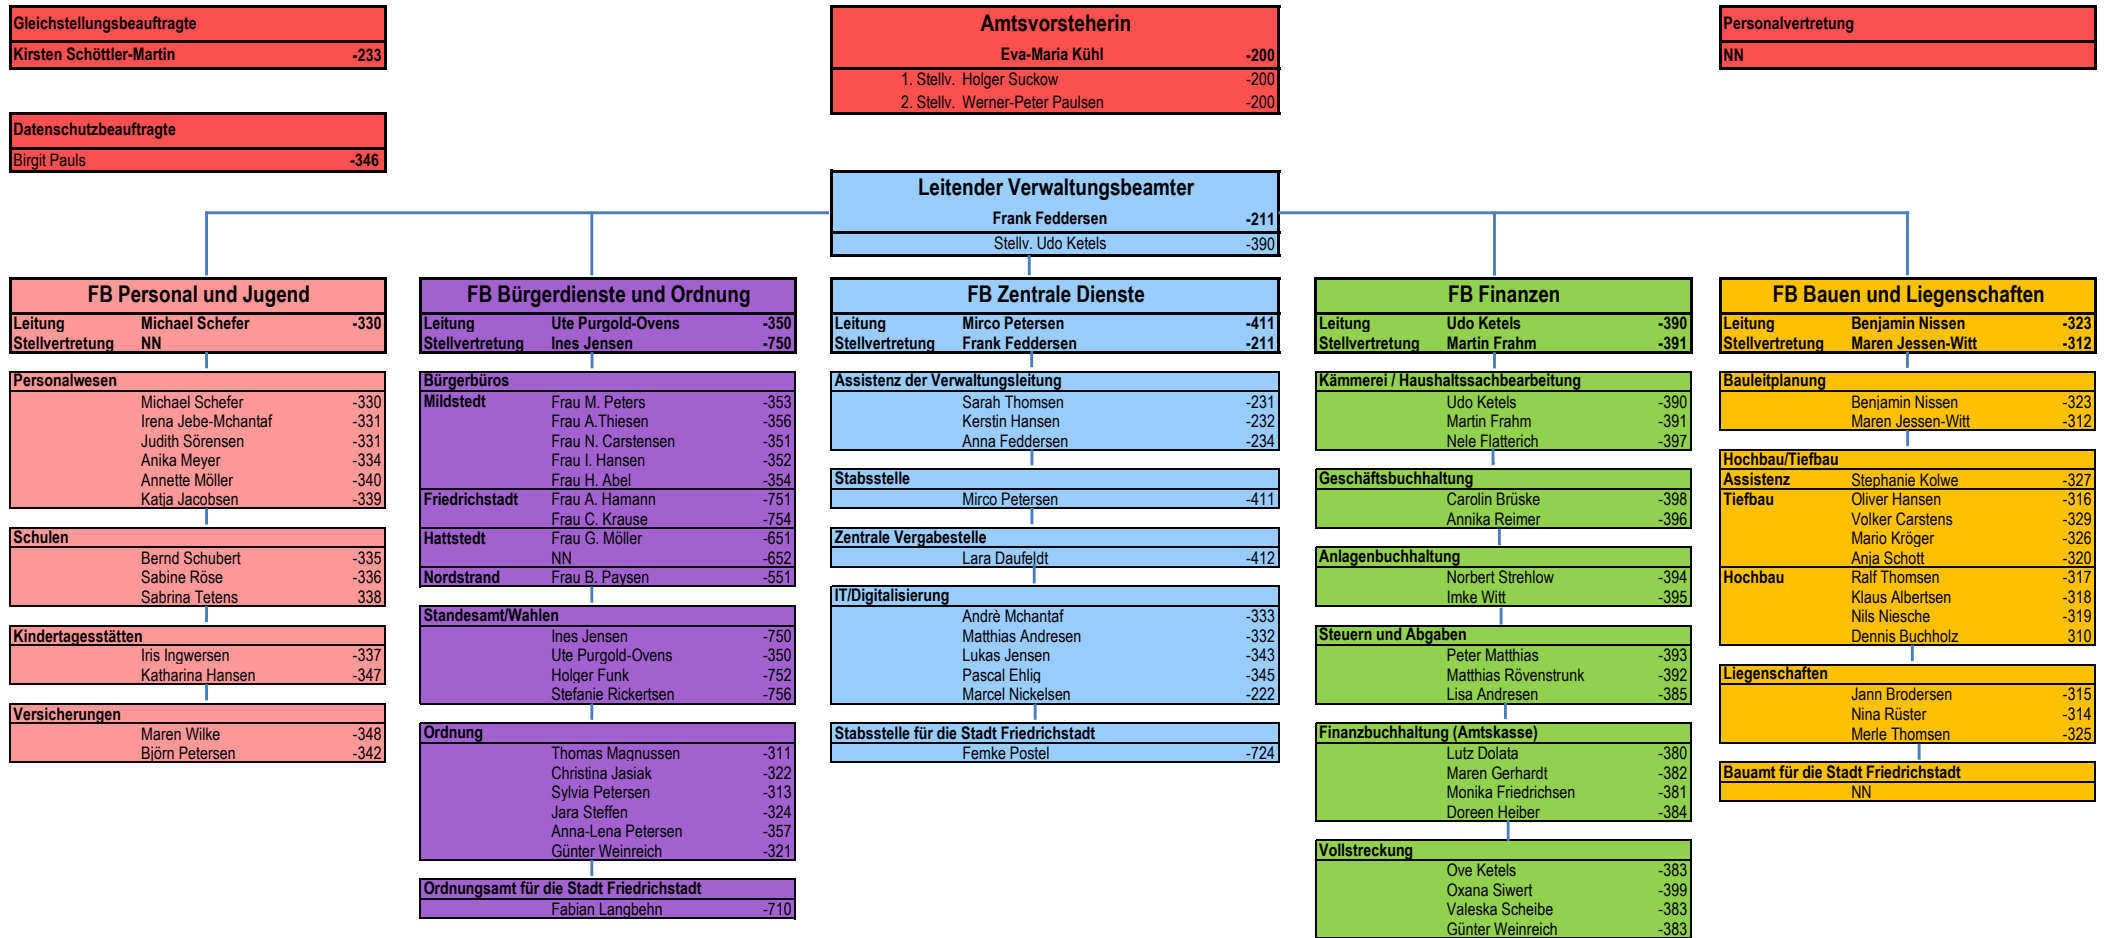 Gleichstellungsbeauftragte
Kirsten Schöttler-Martin -233
Datenschutzbeauftragte
Birgit Pauls -346
Amtsvorsteherin
Eva-Maria Kühl -200
1. Stellv. Holger Suckow -200
2. Stellv. Werner-Peter Paulsen -200
Personalvertretung
NN
Leitender Verwaltungsbeamter
Frank Feddersen -211
Stellv. Udo Ketels -390
FB Personal und Jugend
Leitung Michael Schefer -330
Stellvertretung NN
Personalwesen
Michael Schefer -330
Irena Jebe-Mchantaf -331
Judith Sörensen -331
Anika Meyer -334
Annette Möller -340
Katja Jacobsen -339
Schulen
Bernd Schubert -335
Sabine Röse -336
Sabrina Tetens 338
Kindertagesstätten
Iris Ingwersen -337
Katharina Hansen -347
Versicherungen
Maren Wilke -348
Björn Petersen -342
FB Bürgerdienste und Ordnung
Leitung Ute Purgold-Ovens -350
Stellvertretung Ines Jensen -750
Bürgerbüros
Mildstedt Frau M. Peters -353
Frau A.Thiesen -356
Frau N. Carstensen -351
Frau I. Hansen -352
Frau H. Abel -354
Friedrichstadt Frau A. Hamann -751
Frau C. Krause -754
Hattstedt Frau G. Möller -651
NN -652
Nordstrand Frau B. Paysen -551
Standesamt/Wahlen
Ines Jensen -750
Ute Purgold-Ovens -350
Holger Funk -752
Stefanie Rickertsen -756
Ordnung
Thomas Magnussen -311
Christina Jasiak -322
Sylvia Petersen -313
Jara Steffen -324
Anna-Lena Petersen -357
Günter Weinreich -321
Ordnungsamt für die Stadt Friedrichstadt
Fabian Langbehn -710
FB Zentrale Dienste
Leitung Mirco Petersen -411
Stellvertretung Frank Feddersen -211
Assistenz der Verwaltungsleitung
Sarah Thomsen -231
Kerstin Hansen -232
Anna Feddersen -234
Stabsstelle
Mirco Petersen -411
Zentrale Vergabestelle
Lara Daufeldt -412
IT/Digitalisierung
Andrè Mchantaf -333
Matthias Andresen -332
Lukas Jensen -343
Pascal Ehlig -345
Marcel Nickelsen -222
Stabsstelle für die Stadt Friedrichstadt
Femke Postel -724
FB Finanzen
Leitung Udo Ketels -390
Stellvertretung Martin Frahm -391
Kämmerei / Haushaltssachbearbeitung
Udo Ketels -390
Martin Frahm -391
Nele Flatterich -397
Geschäftsbuchhaltung
Carolin Brüske -398
Annika Reimer -396
Anlagenbuchhaltung
Norbert Strehlow -394
Imke Witt -395
Steuern und Abgaben
Peter Matthias -393
Matthias Rövenstrunk -392
Lisa Andresen -385
Finanzbuchhaltung (Amtskasse)
Lutz Dolata -380
Maren Gerhardt -382
Monika Friedrichsen -381
Doreen Heiber -384
Vollstreckung
Ove Ketels -383
Oxana Siwert -399
Valeska Scheibe -383
Günter Weinreich -383
FB Bauen und Liegenschaften
Leitung Benjamin Nissen -323
Stellvertretung Maren Jessen-Witt -312
Bauleitplanung
Benjamin Nissen -323
Maren Jessen-Witt -312
Hochbau/Tiefbau
Assistenz Stephanie Kolwe -327
Tiefbau Oliver Hansen -316
Volker Carstens -329
Mario Kröger -326
Anja Schott -320
Hochbau Ralf Thomsen -317
Klaus Albertsen -318
Nils Niesche -319
Dennis Buchholz 310
Liegenschaften
Jann Brodersen -315
Nina Rüster -314
Merle Thomsen -325
Bauamt für die Stadt Friedrichstadt
NN